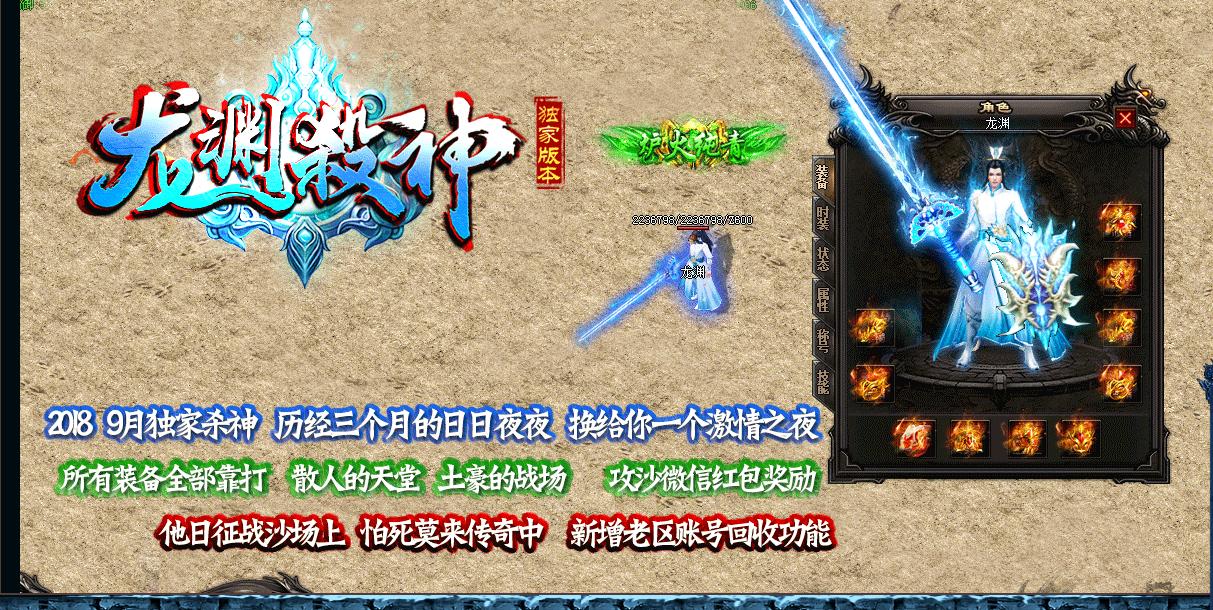 龙渊殺神
独家版本
炉火纯青
2236798/2236798/Z600
龙渊
角色
龙渊
装备
时装
状态
属性
称号
技能
2018 9月独家杀神 历经三个月的日日夜夜 换给你一个激情之夜
所有装备全部靠打 散人的天堂 土豪的战场 攻沙微信红包奖励
他日征战沙场上 怕死莫来传奇中 新增老区账号回收功能